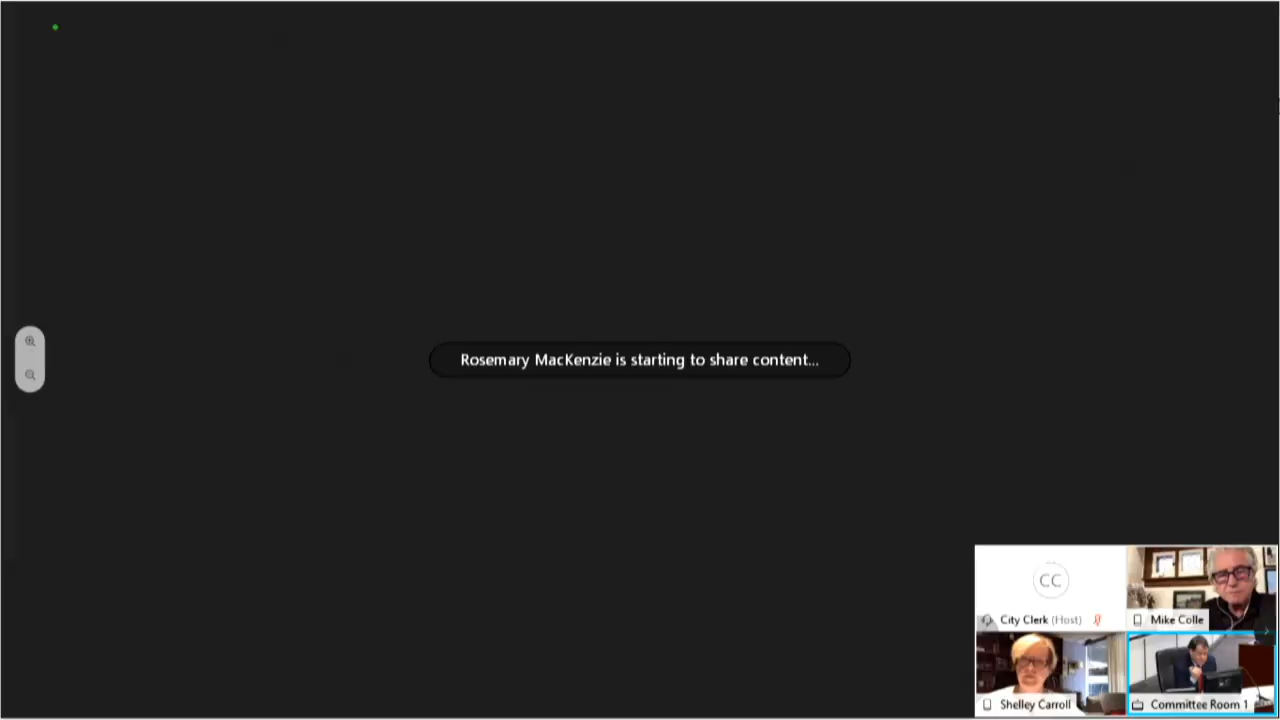 Rosemary MacKenzie is starting to share content...
CC
City Clerk (Host)
Mike Colle
Shelley Carroll
Committee Room 1